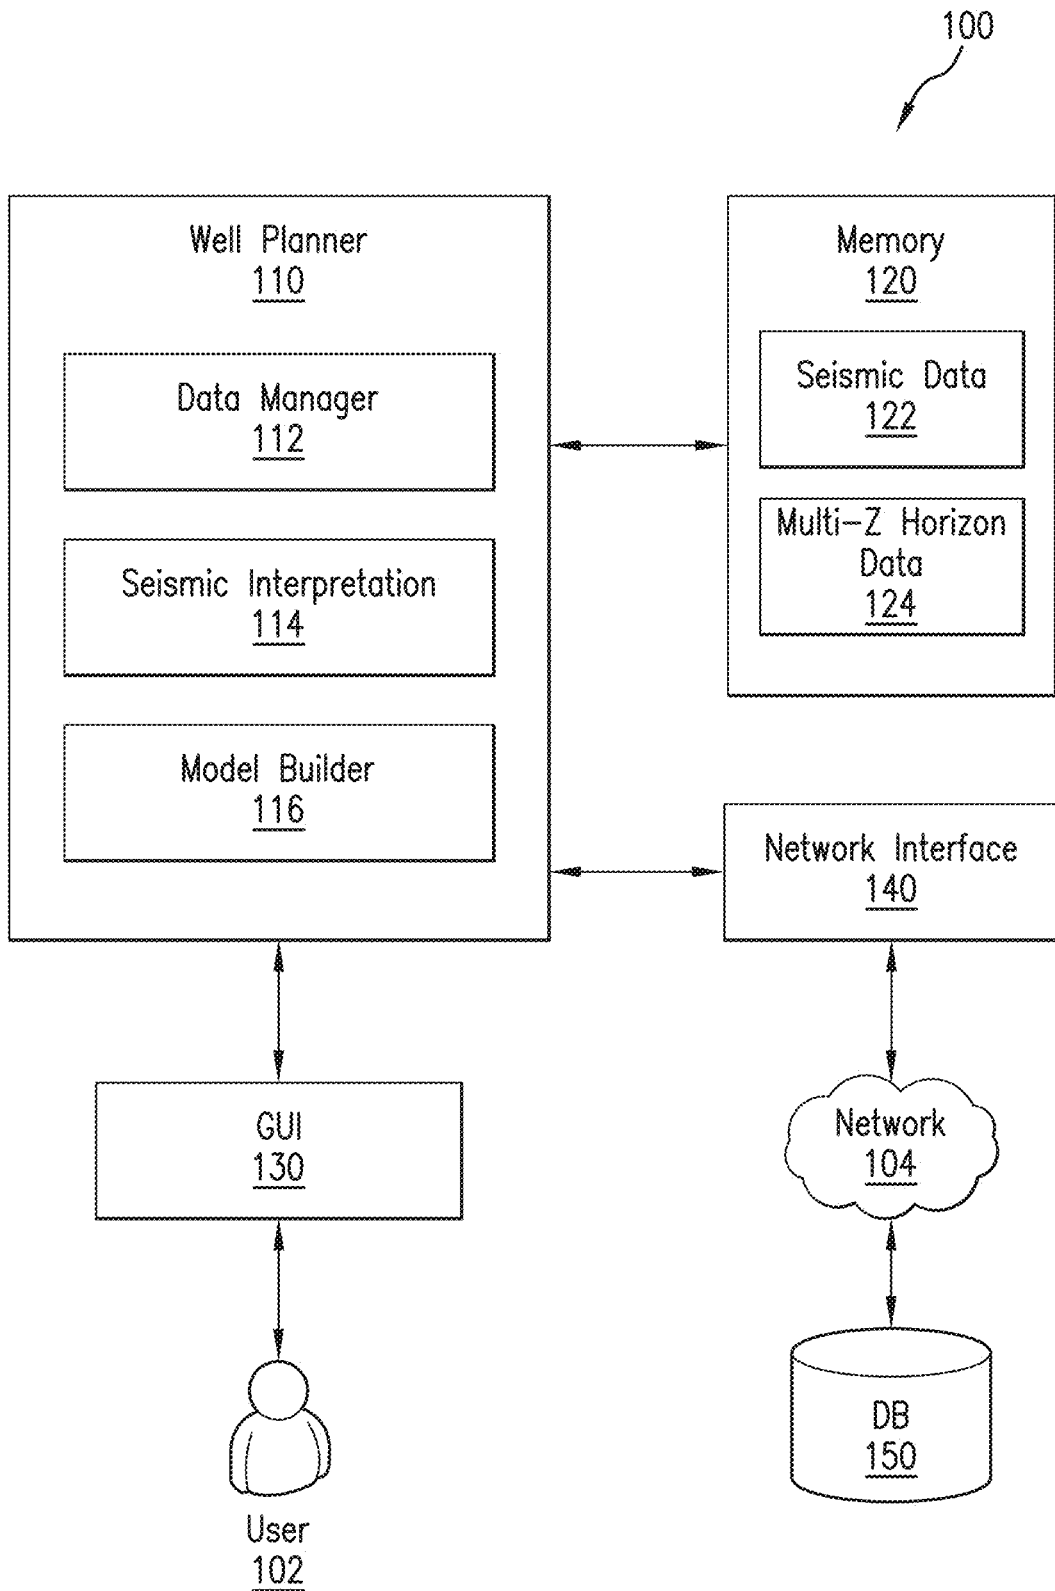 100
Well Planner
110
Data Manager
112
Seismic Interpretation
114
Model Builder
116
Memory
120
Seismic Data
122
Multi-Z Horizon
Data
124
Network Interface
140
GUI
130
Network
104
User
102
DB
150